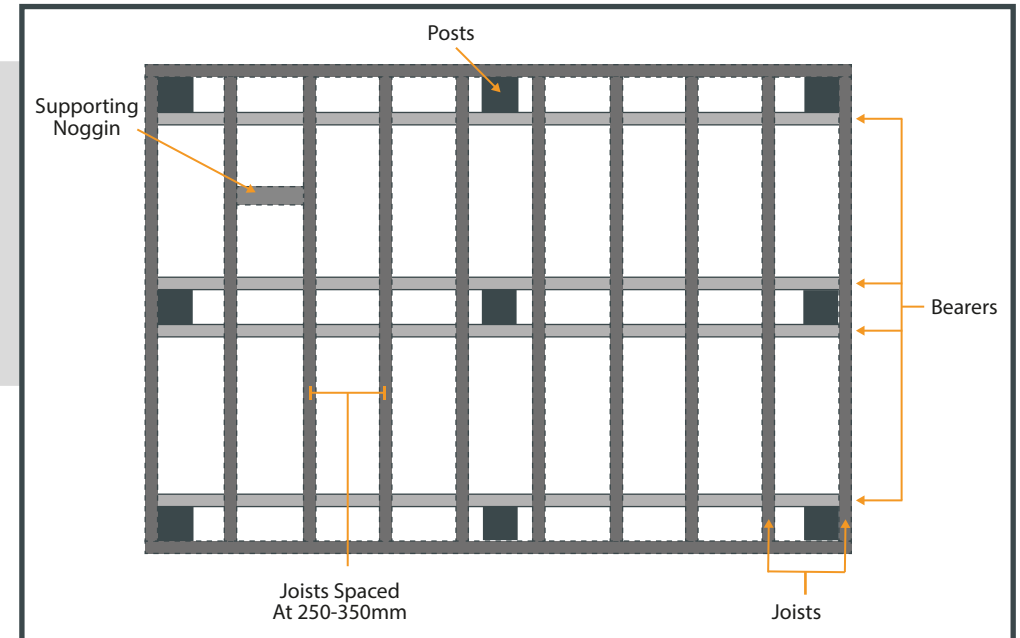 Posts
Supporting
Noggin
Bearers
Joists Spaced
At 250-350mm
Joists